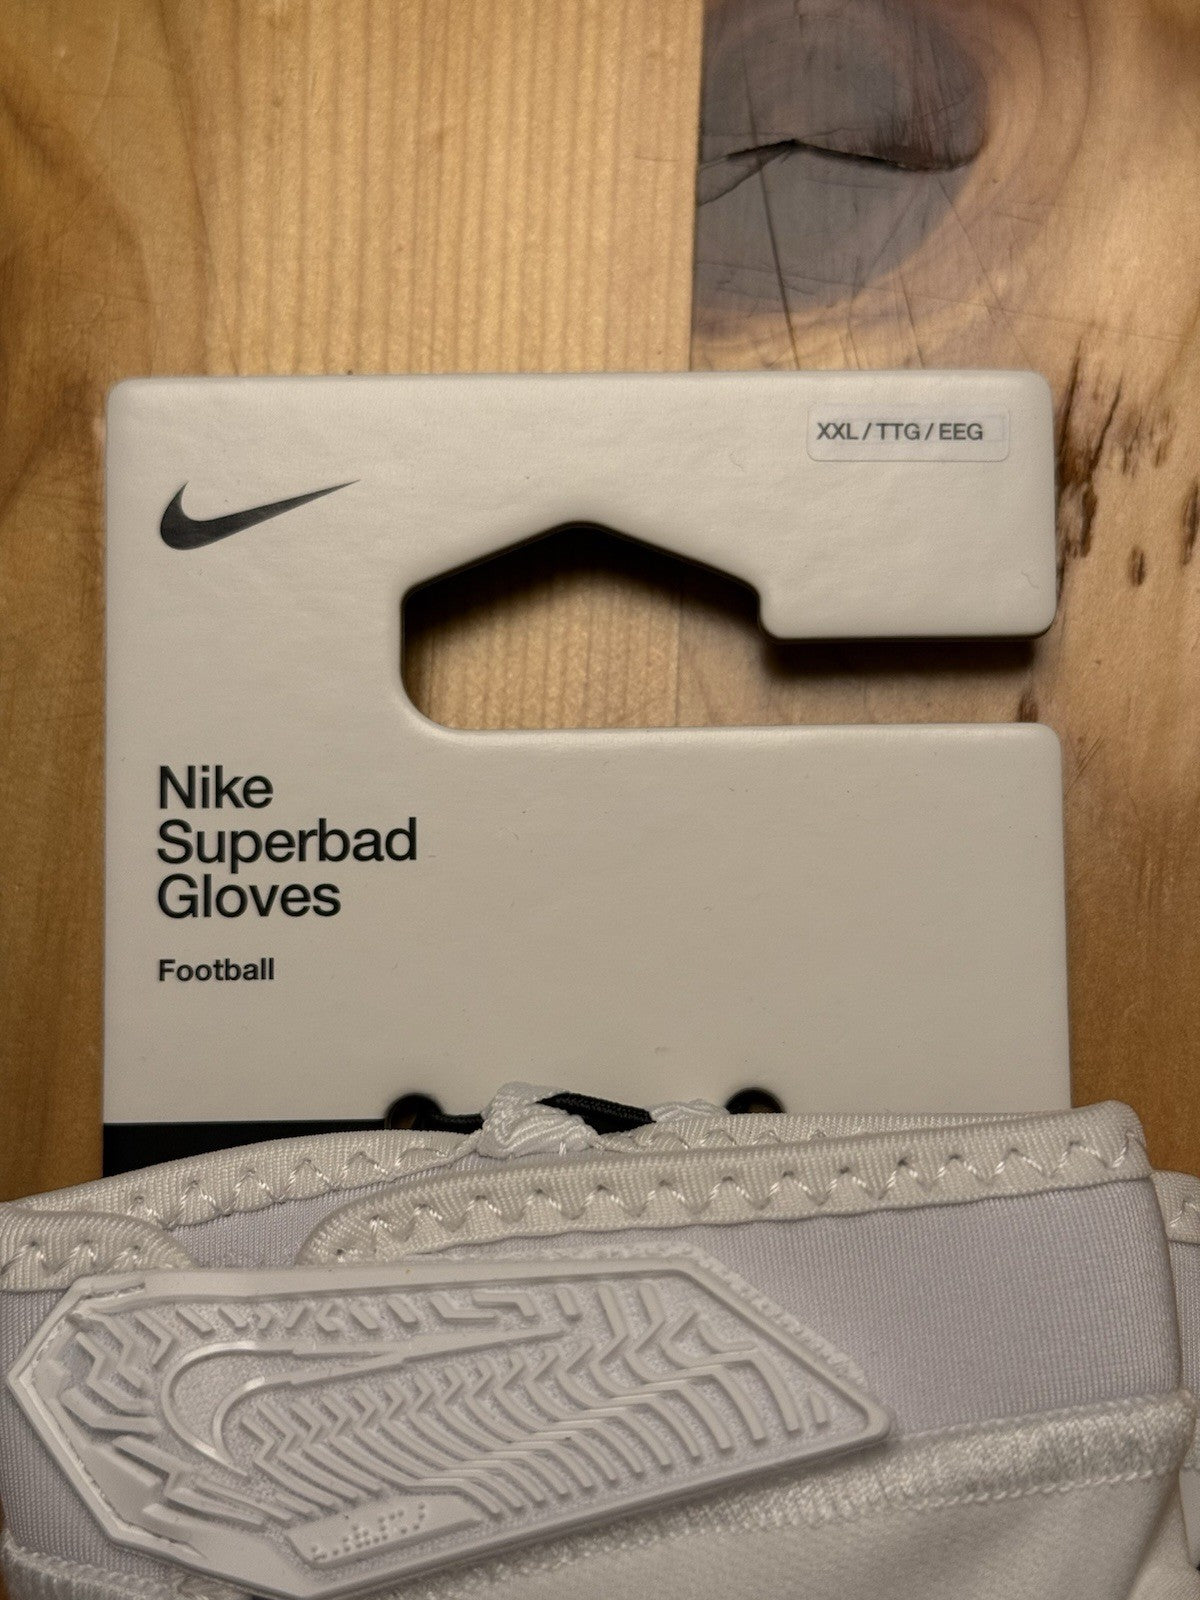 XXL / TTG / EEG
Nike
Superbad
Gloves
Football